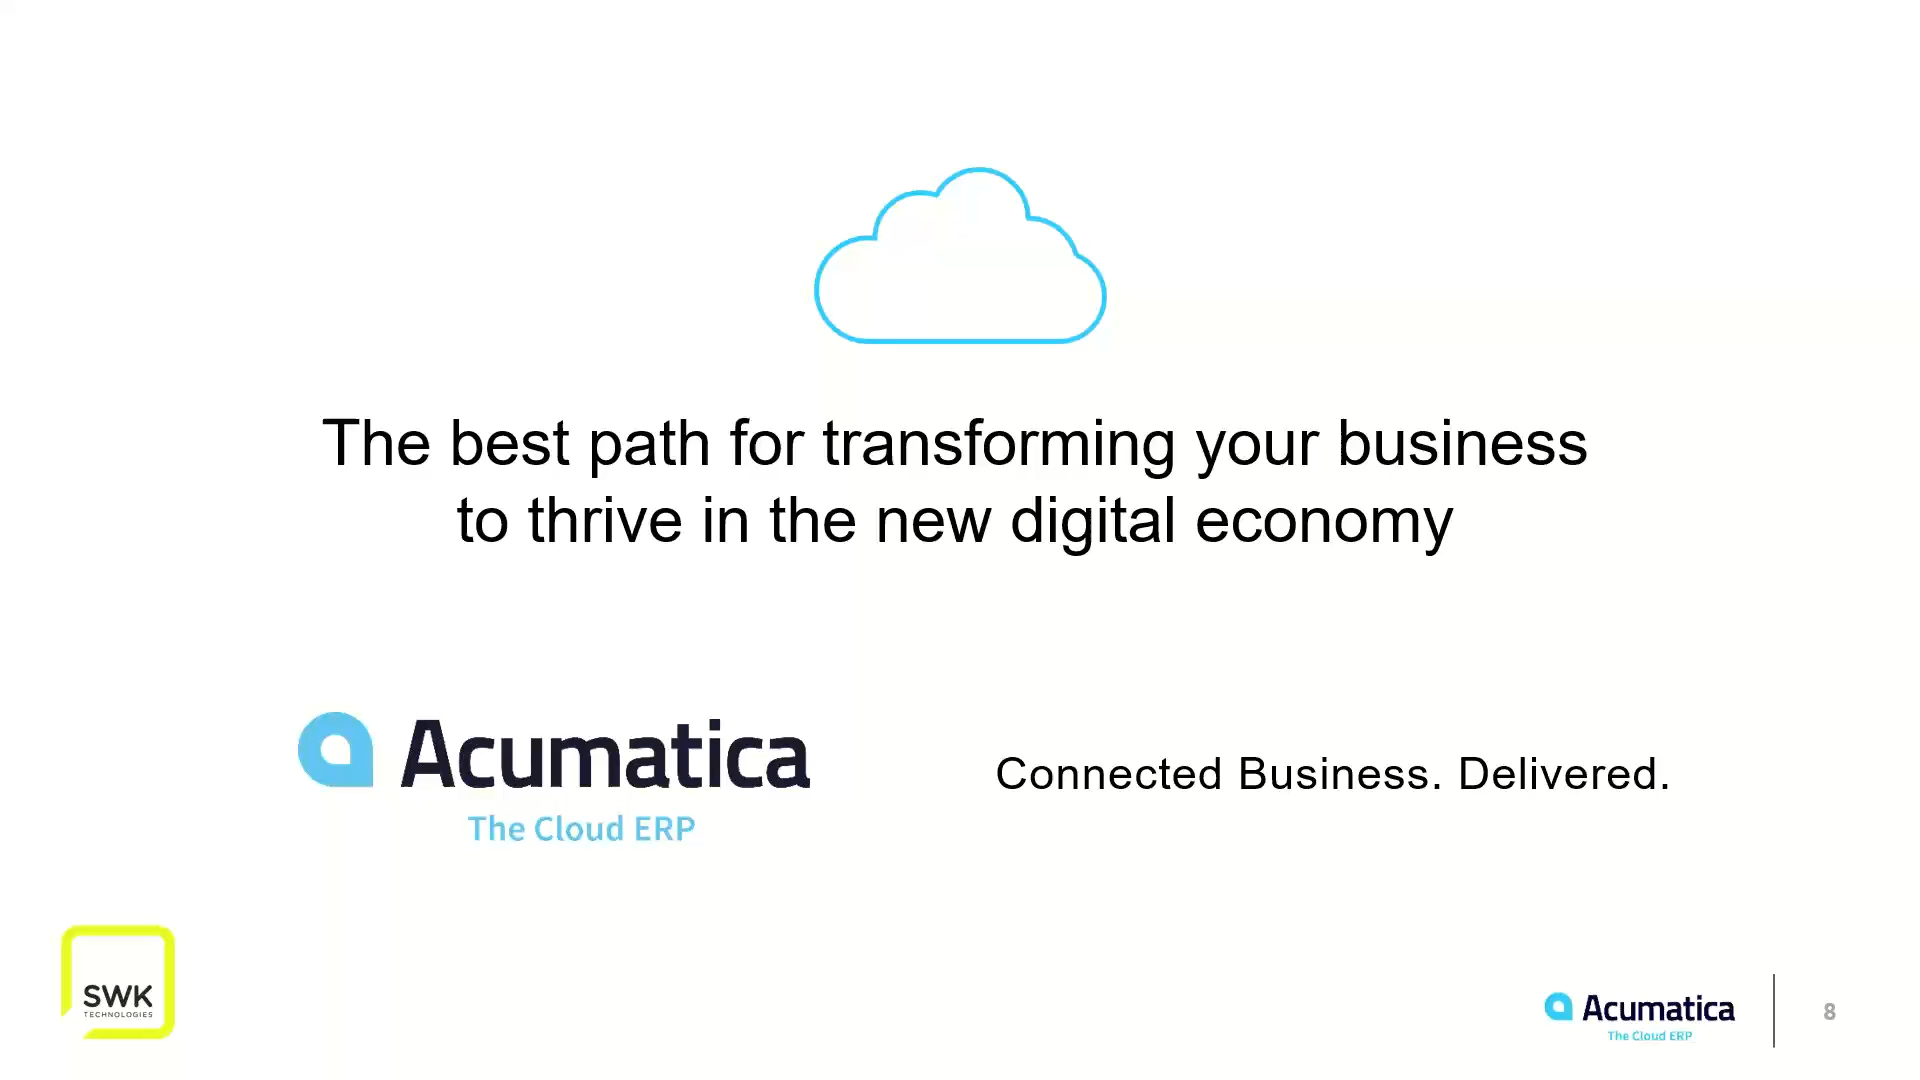 The best path for transforming your business
to thrive in the new digital economy
Acumatica
The Cloud ERP
Connected Business. Delivered.
SWK
TECHNOLOGIES
Acumatica
The Cloud ERP
8